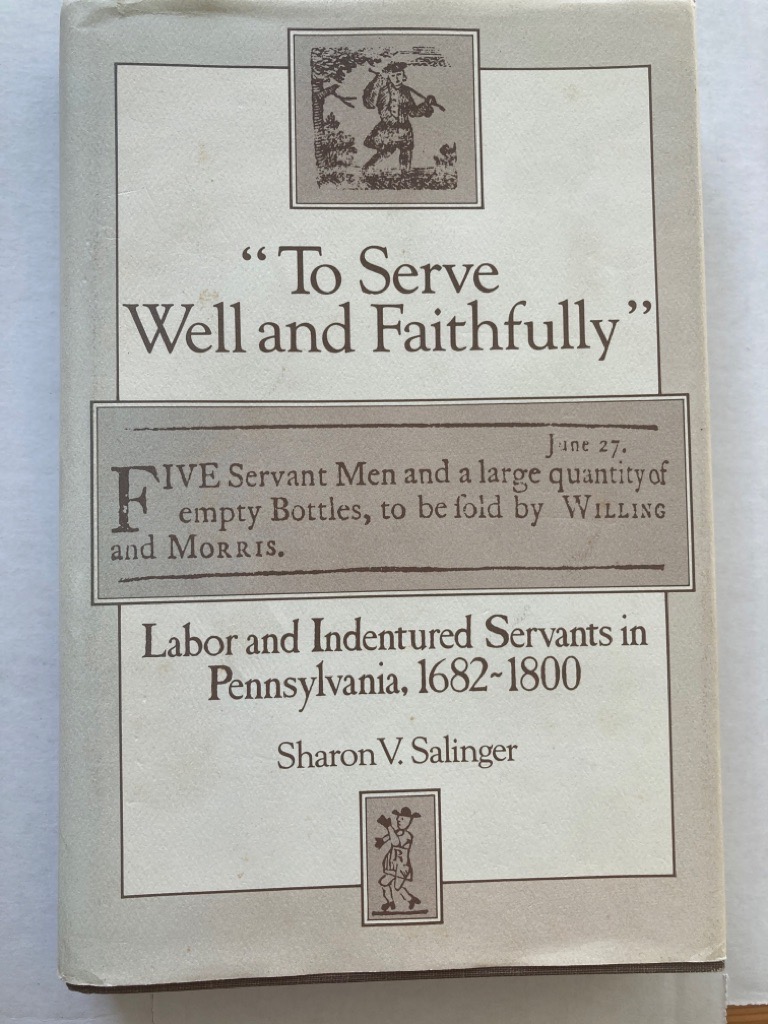 “To Serve
Well and Faithfully”
June 27.
FIVE Servant Men and a large quantity of
empty Bottles, to be ſold by WILLING
and MORRIS.
Labor and Indentured Servants in
Pennsylvania, 1682~1800
Sharon V. Salinger
R